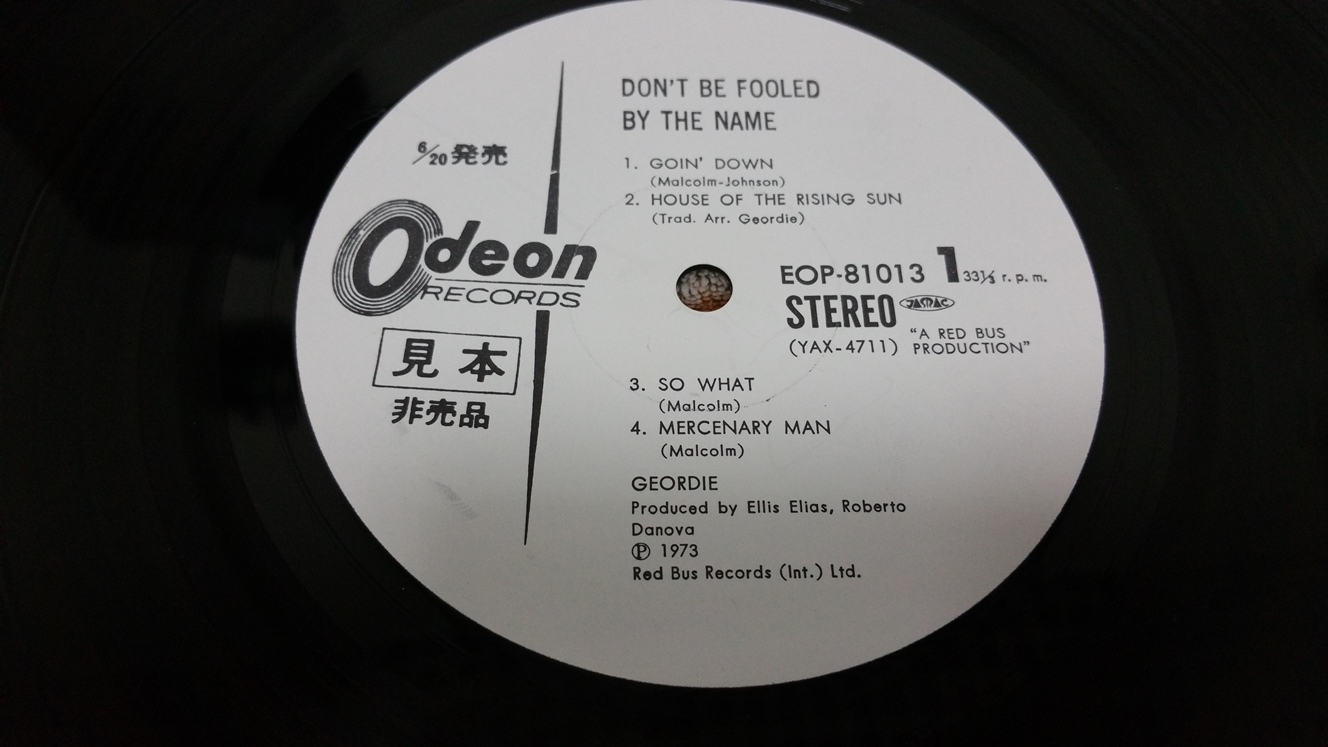 6/20発売
Odeon
RECORDS
見本
非売品
DON'T BE FOOLED
BY THE NAME
1. GOIN' DOWN
(Malcolm-Johnson)
2. HOUSE OF THE RISING SUN
(Trad. Arr. Geordie)
EOP-81013 1 33⅓ r. p. m.
STEREO JASRAC
(YAX-4711) "A RED BUS
PRODUCTION"
3. SO WHAT
(Malcolm)
4. MERCENARY MAN
(Malcolm)
GEORDIE
Produced by Ellis Elias, Roberto
Danova
Ⓟ 1973
Red Bus Records (Int.) Ltd.